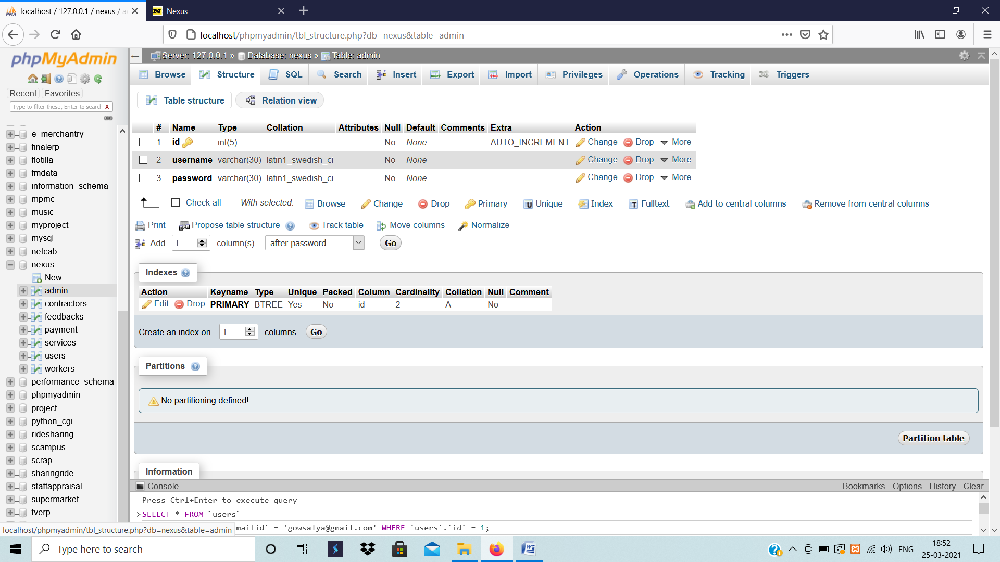 localhost / 127.0.0.1 / nexus / a
Nexus
localhost/phpmyadmin/tbl_structure.php?db=nexus&table=admin
phpMyAdmin
Recent Favorites
Type to filter these, Enter to search X
e_merchantry
finalerp
flotilla
fmdata
information_schema
mpmc
music
myproject
mysql
netcab
nexus
New
admin
contractors
feedbacks
payment
services
users
workers
performance_schema
phpmyadmin
project
python_cgi
ridesharing
scampus
scrap
sharingride
staffappraisal
supermarket
tverp
localhost/phpmyadmin/tbl_structure.php?db=nexus&table=admin
Server: 127.0.0.1 » Database: nexus » Table: admin
Browse Structure SQL Search Insert Export Import Privileges Operations Tracking Triggers
Table structure Relation view
# Name Type Collation Attributes Null Default Comments Extra Action
1 id int(5) No None AUTO_INCREMENT Change Drop More
2 username varchar(30) latin1_swedish_ci No None Change Drop More
3 password varchar(30) latin1_swedish_ci No None Change Drop More
Check all With selected: Browse Change Drop Primary Unique Index Fulltext Add to central columns Remove from central columns
Print Propose table structure Track table Move columns Normalize
Add 1 column(s) after password Go
Indexes
Action Keyname Type Unique Packed Column Cardinality Collation Null Comment
Edit Drop PRIMARY BTREE Yes No id 2 A No
Create an index on 1 columns Go
Partitions
No partitioning defined!
Partition table
Information
Console Bookmarks Options History Clear
Press Ctrl+Enter to execute query
>SELECT * FROM `users`
mailid` = 'gowsalya@gmail.com' WHERE `users`.`id` = 1;
Type here to search
ENG
18:52
25-03-2021